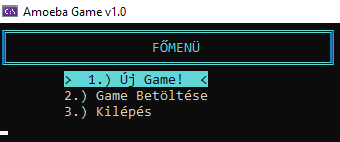 Amoeba Game v1.0
FŐMENÜ
> 1.) Új Game! <
2.) Game Betöltése
3.) Kilépés